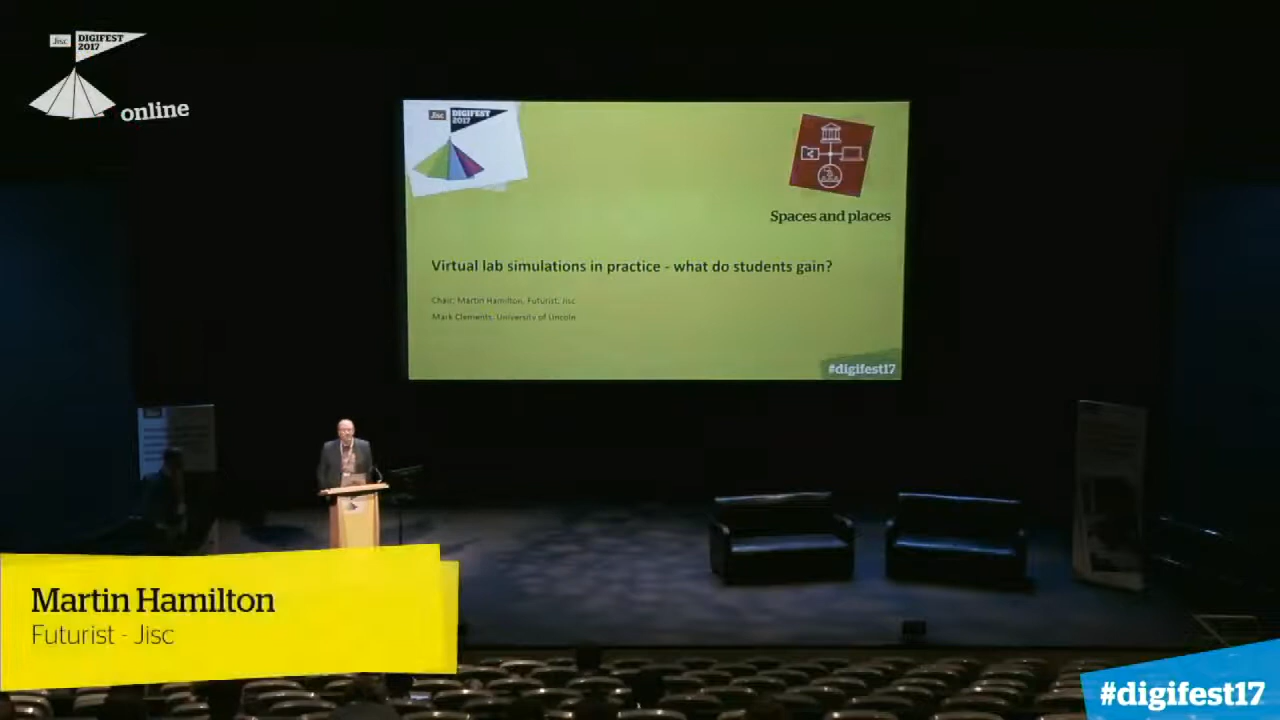 Jisc
DIGIFEST
2017
online
Jisc
DIGIFEST
2017
Spaces and places
Virtual lab simulations in practice - what do students gain?
Chair: Martin Hamilton, Futurist, Jisc
Mark Clements, University of Lincoln
#digifest17
Martin Hamilton
Futurist - Jisc
#digifest17